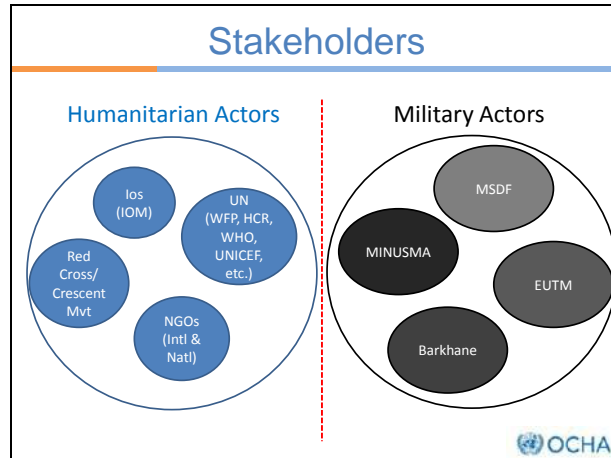 Stakeholders
Humanitarian Actors
Military Actors
Ios
(IOM)
UN
(WFP, HCR,
WHO,
UNICEF,
etc.)
Red
Cross/
Crescent
Mvt
NGOs
(Intl &
Natl)
MSDF
MINUSMA
EUTM
Barkhane
OCHA